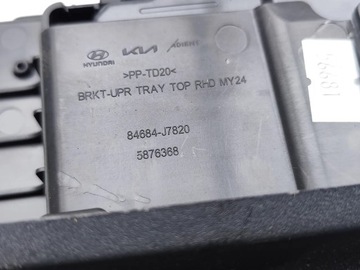 HYUNDAI KIA ADIENT
>PP-TD20<
BRKT-UPR TRAY TOP RHD MY24
84684-J7820
5876368